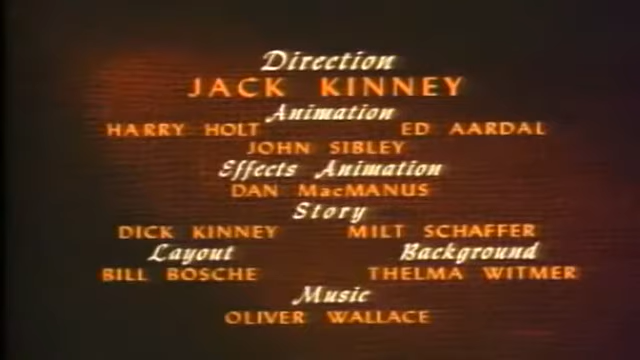 Direction
JACK KINNEY
Animation
HARRY HOLT ED AARDAL
JOHN SIBLEY
Effects Animation
DAN MacMANUS
Story
DICK KINNEY MILT SCHAFFER
Layout Background
BILL BOSCHE THELMA WITMER
Music
OLIVER WALLACE